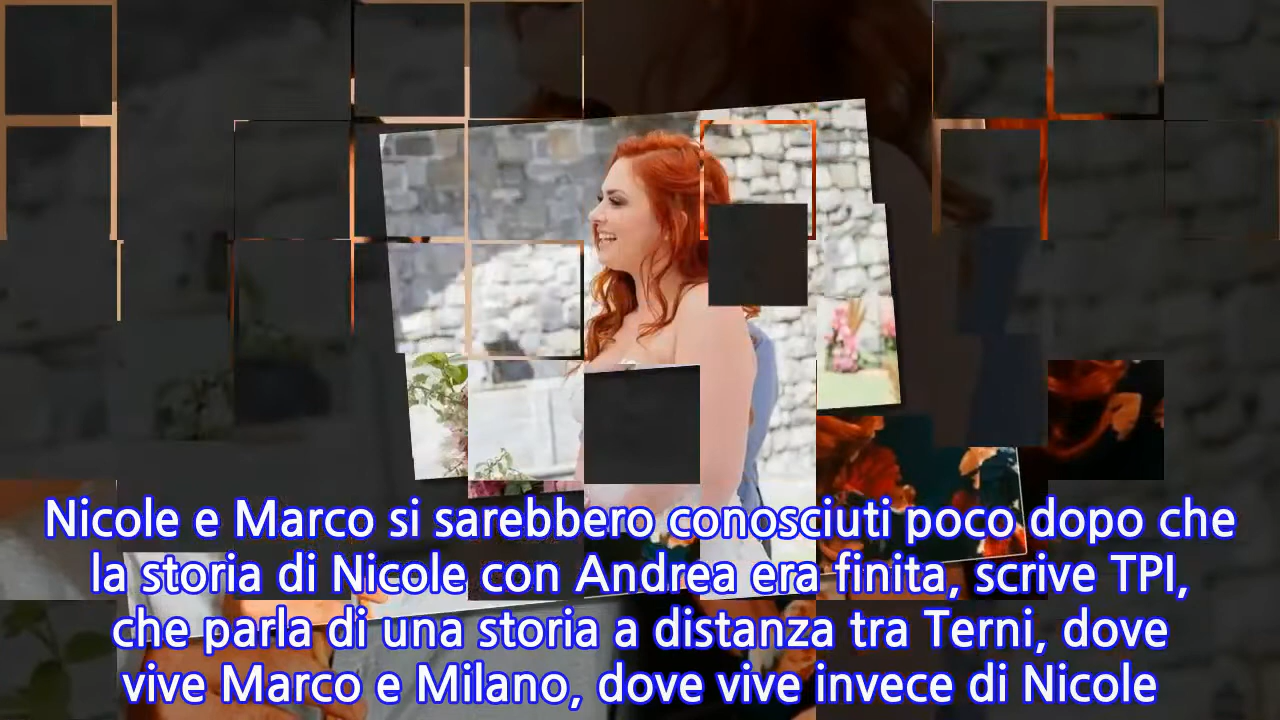 Nicole e Marco si sarebbero conosciuti poco dopo che
la storia di Nicole con Andrea era finita, scrive TPI,
che parla di una storia a distanza tra Terni, dove
vive Marco e Milano, dove vive invece di Nicole